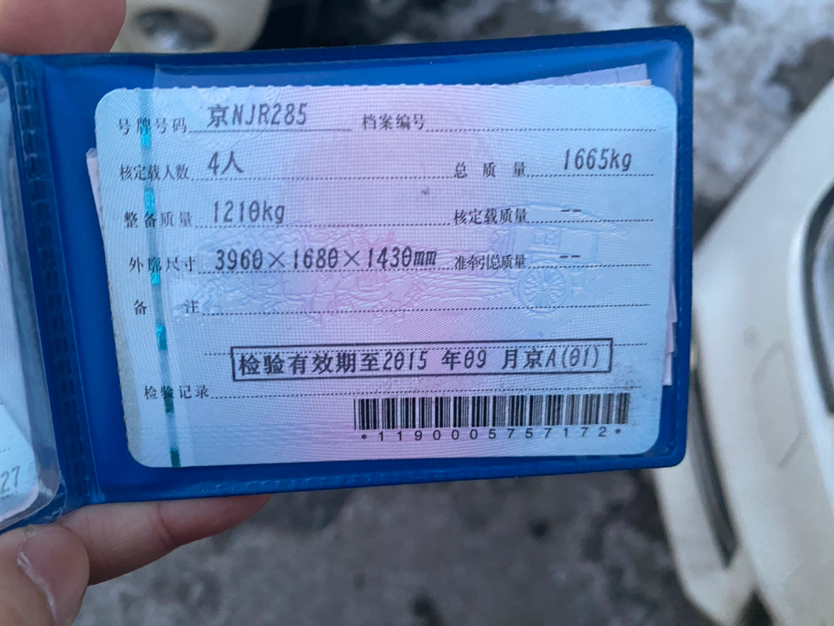 号牌号码 京NJR285 档案编号
核定载人数 4人 总质量 1665kg
整备质量 1210kg 核定载质量 --
外廓尺寸 3960×1680×1430mm 准牵引总质量 --
备注
检验有效期至2015 年09 月京A(01)
检验记录
*1190005757172*
27